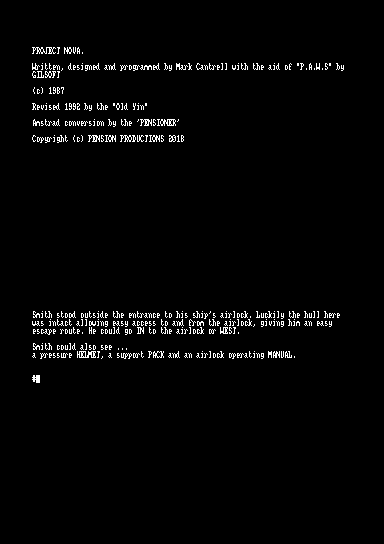 PROJECT NOVA.
Written, designed and programmed by Mark Cantrell with the aid of "P.A.W.S" by
GILSOFT
(c) 1987
Revised 1992 by the "Old Yin"
Amstrad conversion by the 'PENSIONER'
Copyright (c) PENSION PRODUCTIONS 2018
Smith stood outside the entrance to his ship's airlock. Luckily the hull here
was intact allowing easy access to and from the airlock, giving him an easy
escape route. He could go IN to the airlock or WEST.
Smith could also see ...
a pressure HELMET, a support PACK and an airlock operating MANUAL.
#